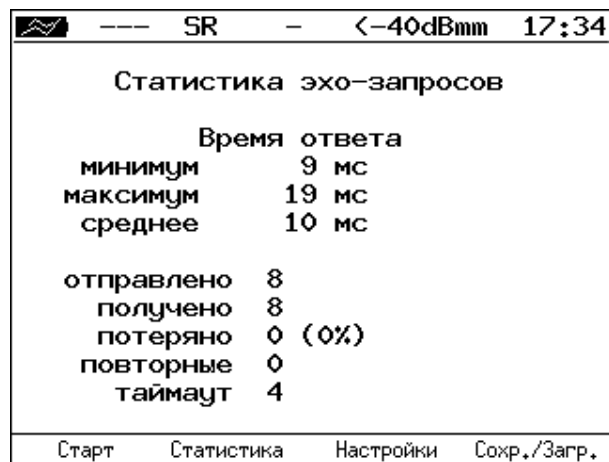 --- SR - <-40dBmm 17:34
Статистика эхо-запросов
Время ответа
минимум 9 мс
максимум 19 мс
среднее 10 мс
отправлено 8
получено 8
потеряно 0 (0%)
повторные 0
таймаут 4
Старт Статистика Настройки Сохр./Загр.